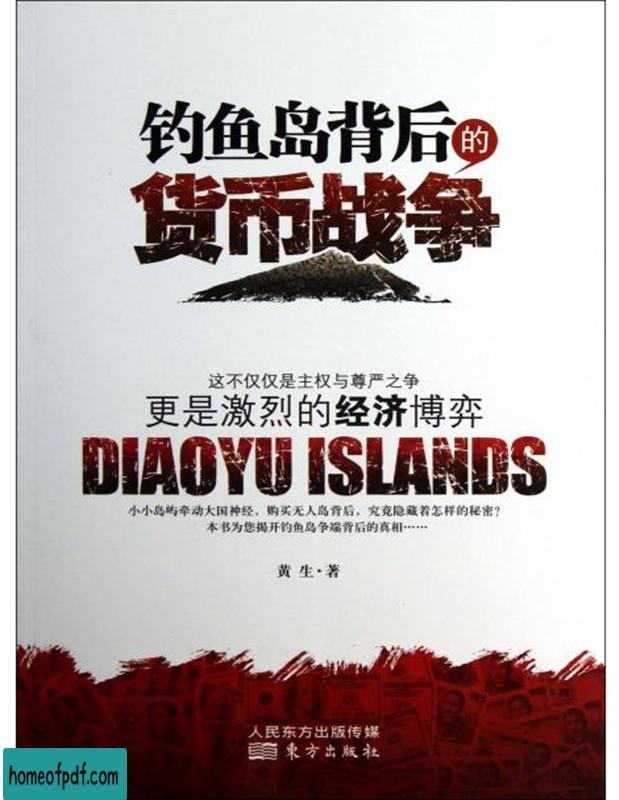 钓鱼岛背后的
货币战争
这不仅仅是主权与尊严之争
更是激烈的经济博弈
DIAOYU ISLANDS
小小岛屿牵动大国神经，购买无人岛背后，究竟隐藏着怎样的秘密？
本书为您揭开钓鱼岛争端背后的真相……
黄 生·著
人民东方出版传媒
东方出版社
homeofpdf.com